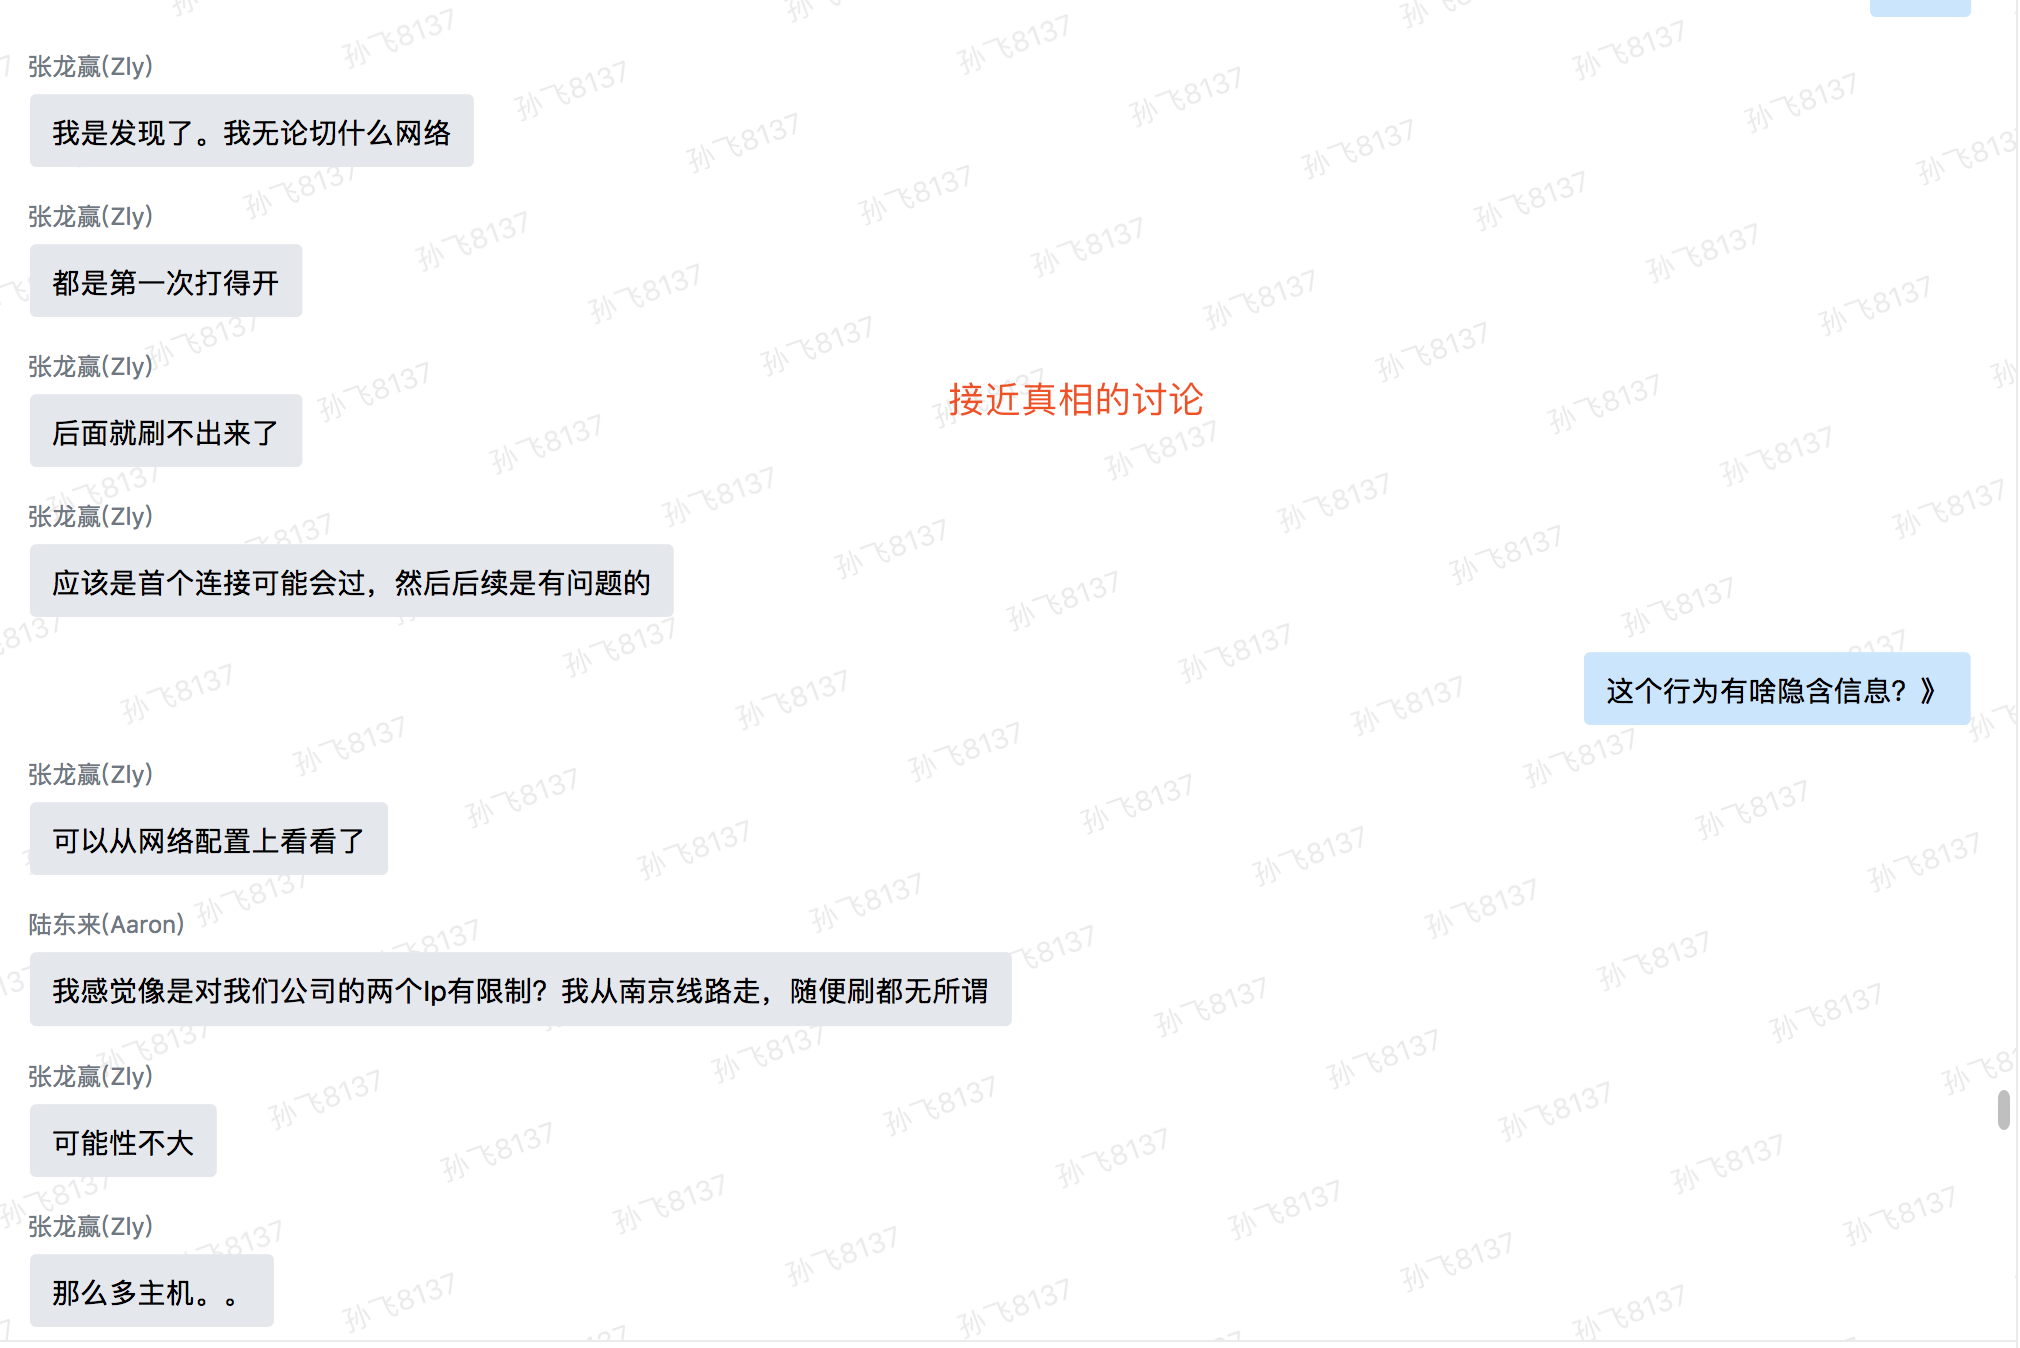 张龙赢(Zly)
我是发现了。我无论切什么网络
张龙赢(Zly)
都是第一次打得开
张龙赢(Zly)
后面就刷不出来了
接近真相的讨论
张龙赢(Zly)
应该是首个连接可能会过，然后后续是有问题的
这个行为有啥隐含信息？》
张龙赢(Zly)
可以从网络配置上看看了
陆东来(Aaron)
我感觉像是对我们公司的两个Ip有限制？我从南京线路走，随便刷都无所谓
张龙赢(Zly)
可能性不大
张龙赢(Zly)
那么多主机。。
孙飞8137